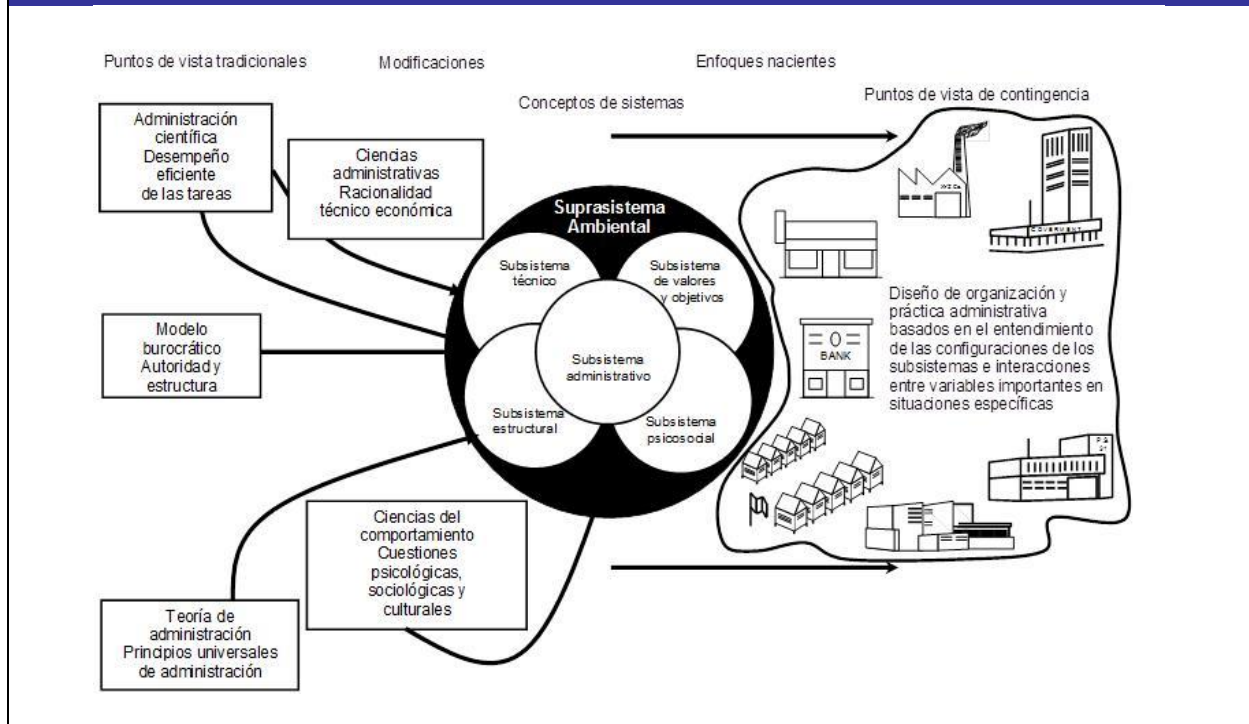 Puntos de vista tradicionales
Modificaciones
Enfoques nacientes
Conceptos de sistemas
Puntos de vista de contingencia
Administración
científica
Desempeño
eficiente
de las tareas
Ciencias
administrativas
Racionalidad
técnico económica
Modelo
burocrático
Autoridad y
estructura
Teoría de
administración
Principios universales
de administración
Ciencias del
comportamiento
Cuestiones
psicológicas,
sociológicas y
culturales
Suprasistema
Ambiental
Subsistema
técnico
Subsistema
de valores
y objetivos
Subsistema
administrativo
Subsistema
estructural
Subsistema
psicosocial
XYZ Co.
GOVERMENT
BANK
Diseño de organización y
práctica administrativa
basados en el entendimiento
de las configuraciones de los
subsistemas e interacciones
entre variables importantes en
situaciones específicas